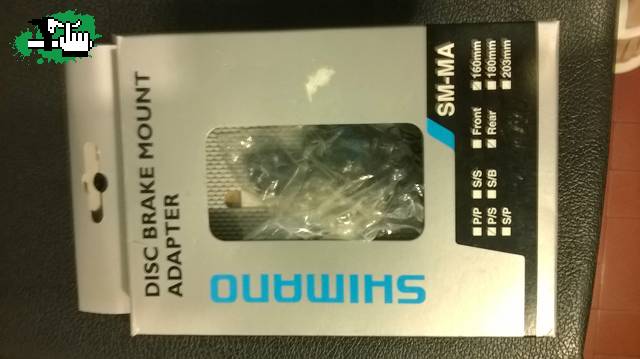 DISC BRAKE MOUNT
ADAPTER
SHIMANO
SM-MA
Front 160mm
Rear 180mm
203mm
P/P S/S
P/S S/B
S/P